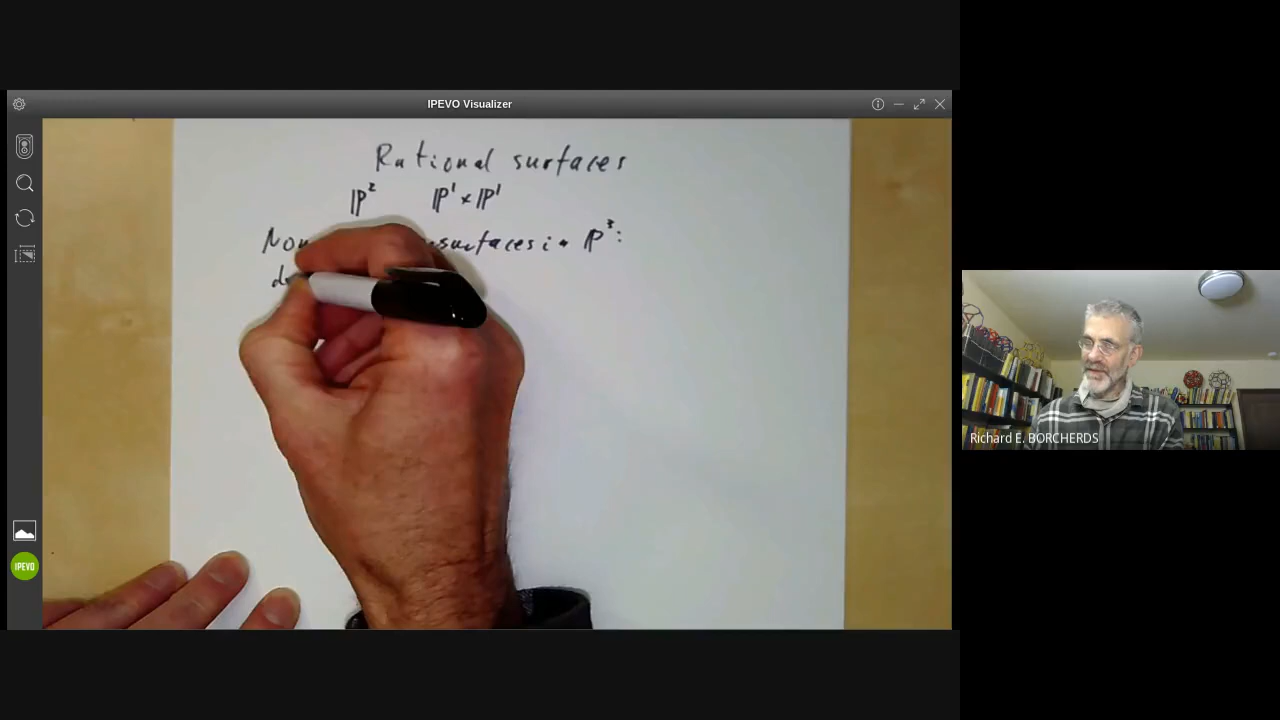 IPEVO Visualizer
Rational surfaces
ℙ² ℙ¹ × ℙ¹
surfaces in ℙ³:
IPEVO
Richard E. BORCHERDS